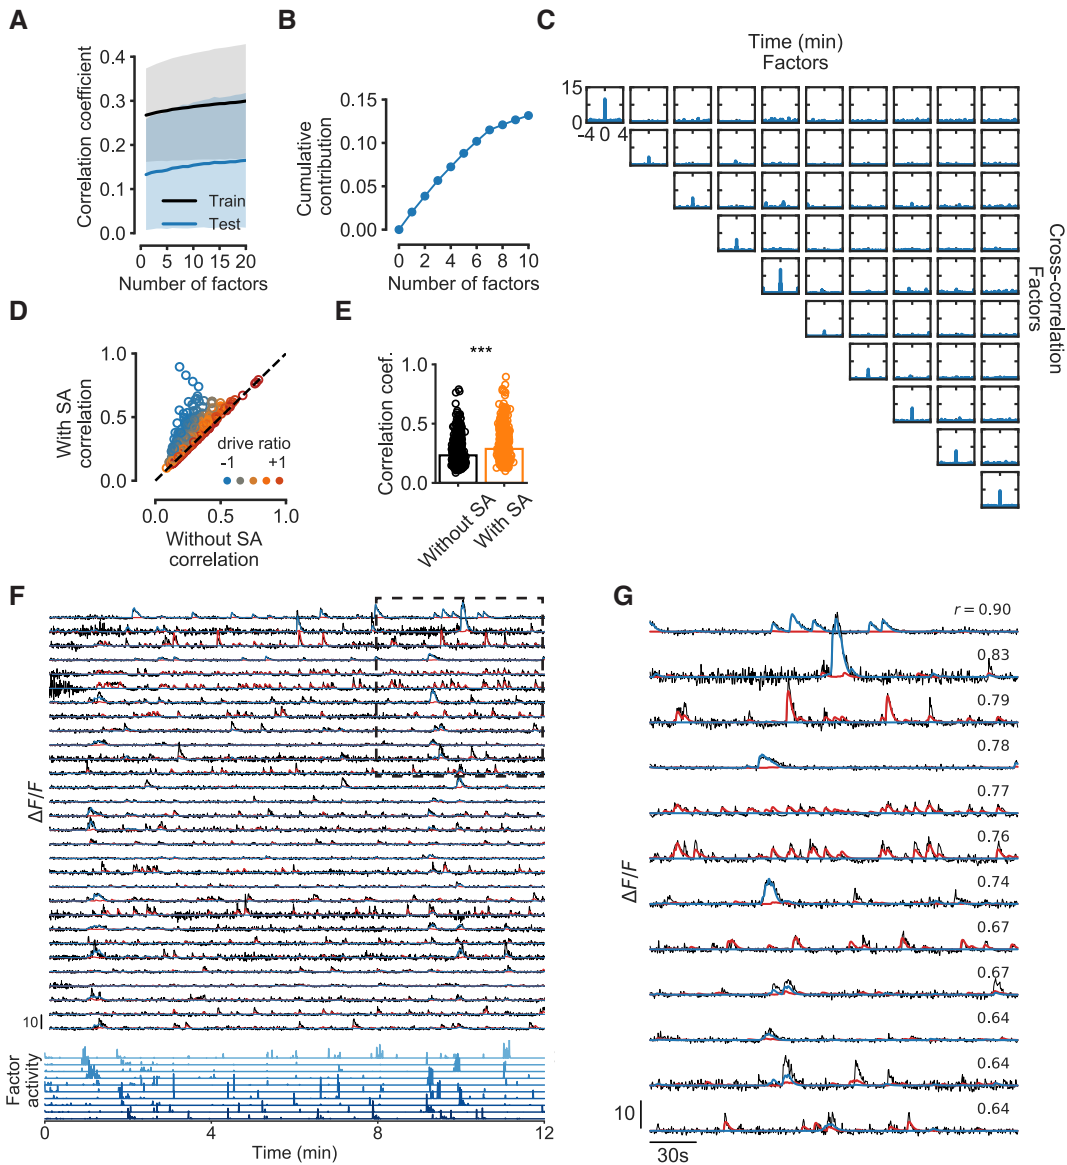 A
Correlation coefficient
0.4
0.3
0.2
0.1
0.0
Train
Test
0 5 10 15 20
Number of factors
B
Cumulative
contribution
0.15
0.10
0.05
0.00
0 2 4 6 8 10
Number of factors
C
Time (min)
Factors
15
0
-4 0 4
Cross-correlation
Factors
D
With SA
correlation
1.0
0.5
0.0
drive ratio
-1 +1
0.0 0.5 1.0
Without SA
correlation
E
Correlation coef.
1.0
0.5
0.0
***
Without SA
With SA
F
ΔF/F
10
Factor
activity
0 4 8 12
Time (min)
G
r = 0.90
0.83
0.79
0.78
0.77
0.76
0.74
0.67
0.67
0.64
0.64
0.64
ΔF/F
10
30s